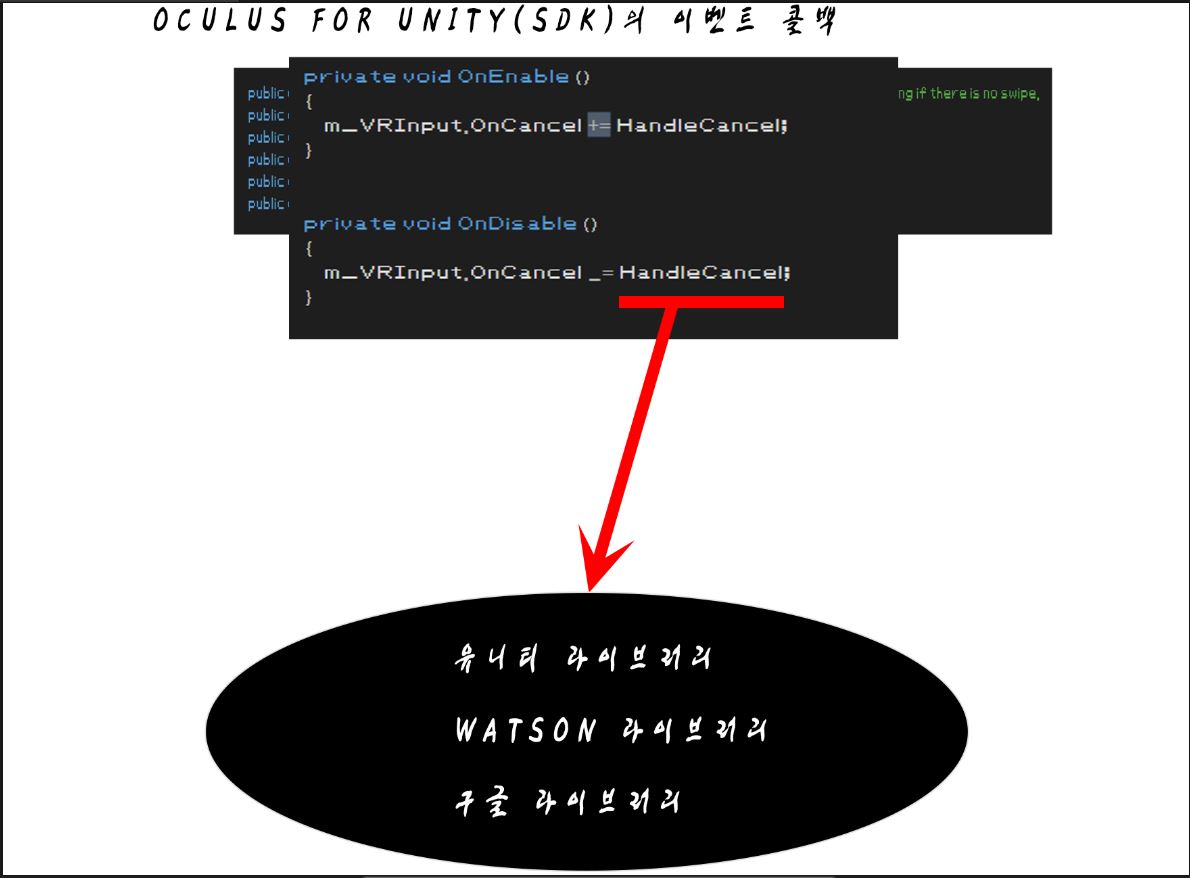 OCULUS FOR UNITY(SDK)의 이벤트 콜백
private void OnEnable ()
{
m_VRInput.OnCancel += HandleCancel;
}
private void OnDisable ()
{
m_VRInput.OnCancel _= HandleCancel;
}
public
public
public
public
public
public
ng if there is no swipe.
유니티 라이브러리
WATSON 라이브러리
구글 라이브러리